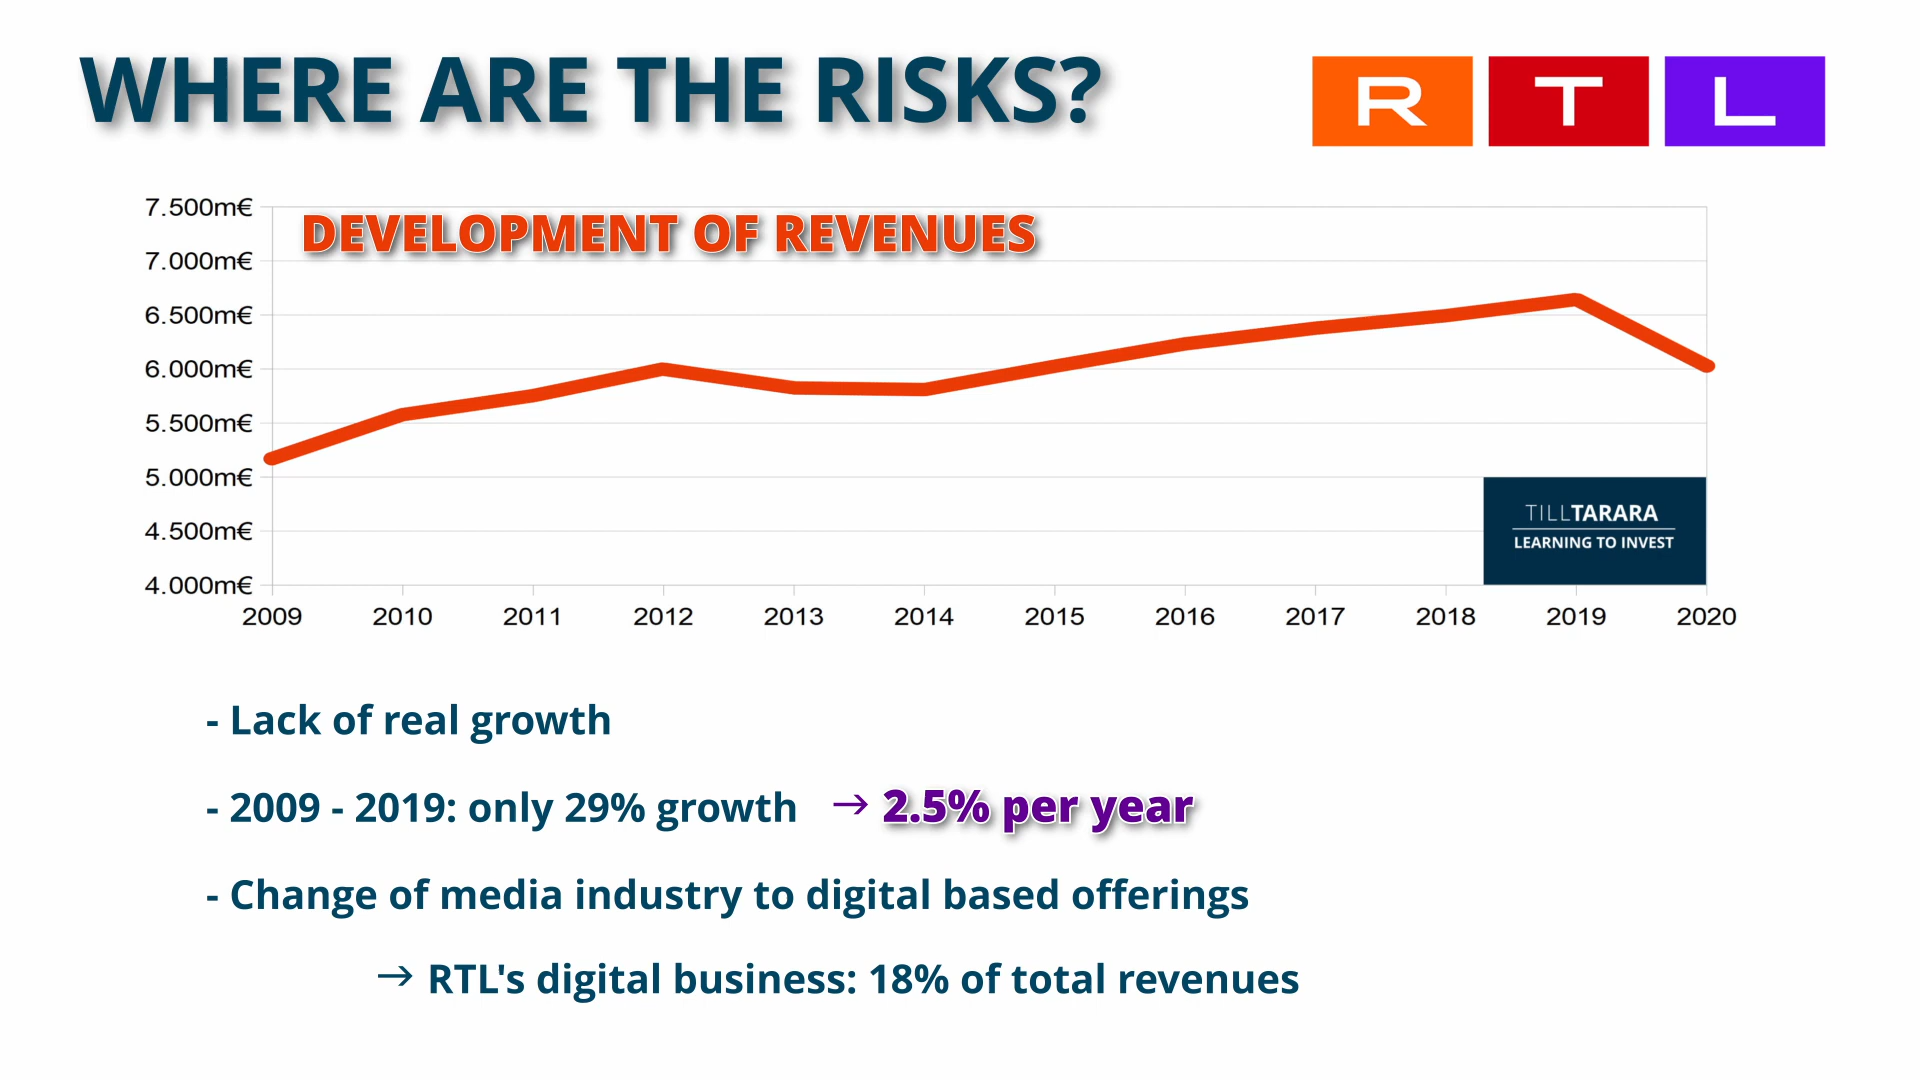 WHERE ARE THE RISKS?
R T L
DEVELOPMENT OF REVENUES
7.500m€
7.000m€
6.500m€
6.000m€
5.500m€
5.000m€
4.500m€
4.000m€
TILLTARARA
LEARNING TO INVEST
2009 2010 2011 2012 2013 2014 2015 2016 2017 2018 2019 2020
- Lack of real growth
- 2009 - 2019: only 29% growth → 2.5% per year
- Change of media industry to digital based offerings
→ RTL's digital business: 18% of total revenues